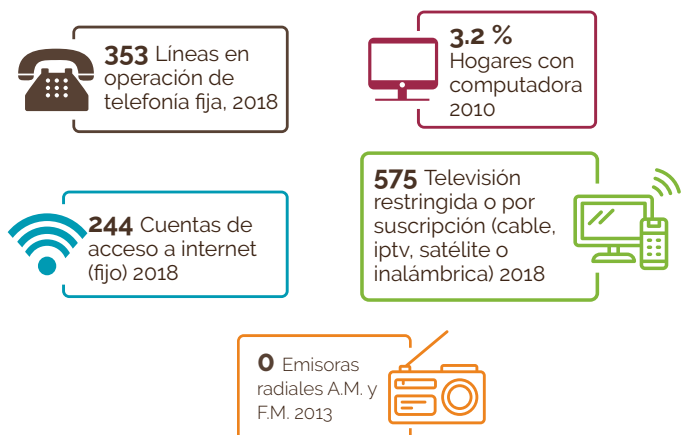 353 Líneas en
operación de
telefonía fija, 2018
3.2 %
Hogares con
computadora
2010
244 Cuentas de
acceso a internet
(fijo) 2018
575 Televisión
restringida o por
suscripción (cable,
iptv, satélite o
inalámbrica) 2018
0 Emisoras
radiales A.M. y
F.M. 2013